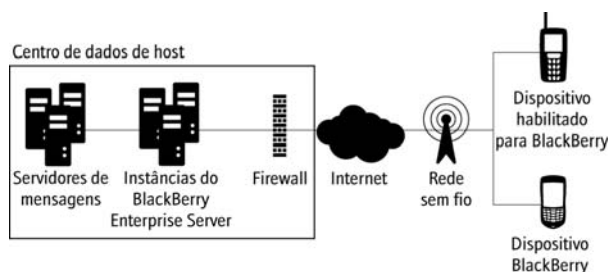 Centro de dados de host
Servidores de
mensagens
Instâncias do
BlackBerry
Enterprise Server
Firewall
Internet
Rede
sem fio
Dispositivo
habilitado
para BlackBerry
Dispositivo
BlackBerry